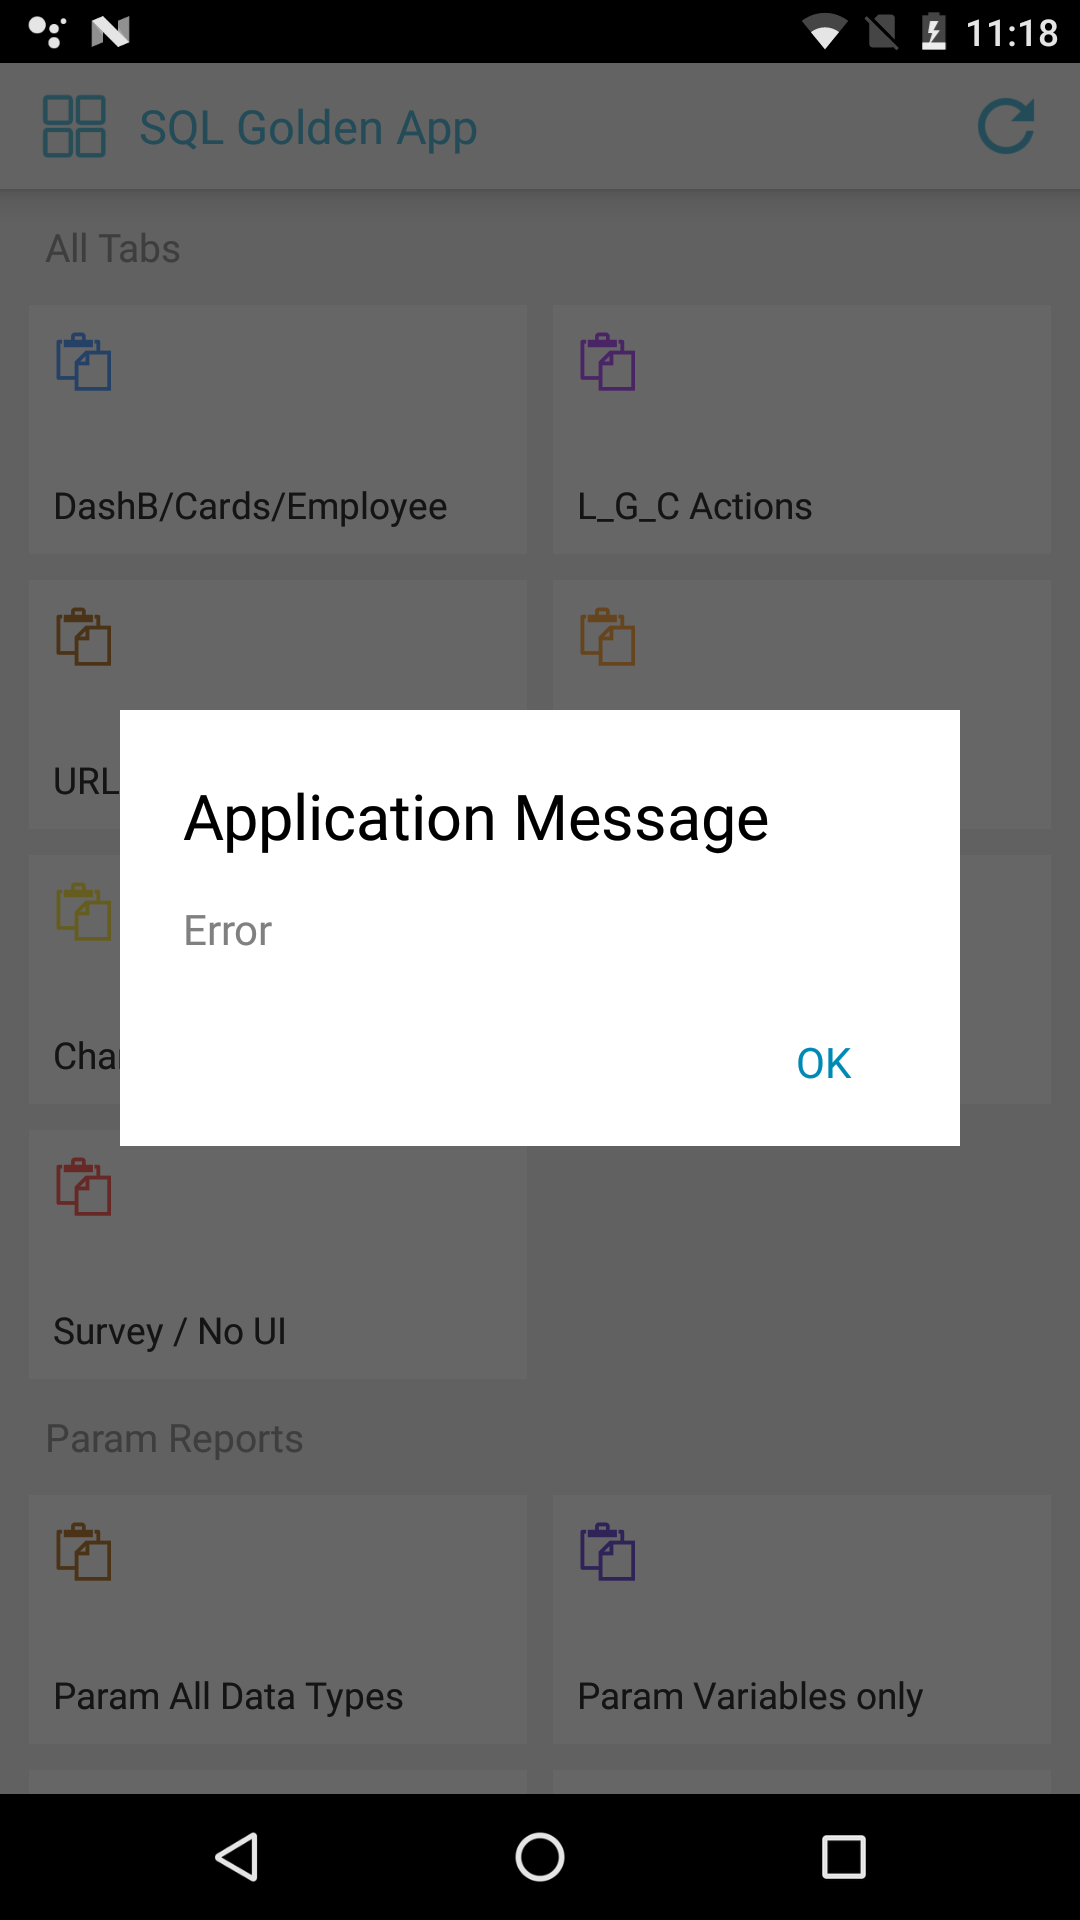 11:18
SQL Golden App
All Tabs
DashB/Cards/Employee
L_G_C Actions
URL
Application Message
Error
OK
Survey / No UI
Param Reports
Param All Data Types
Param Variables only